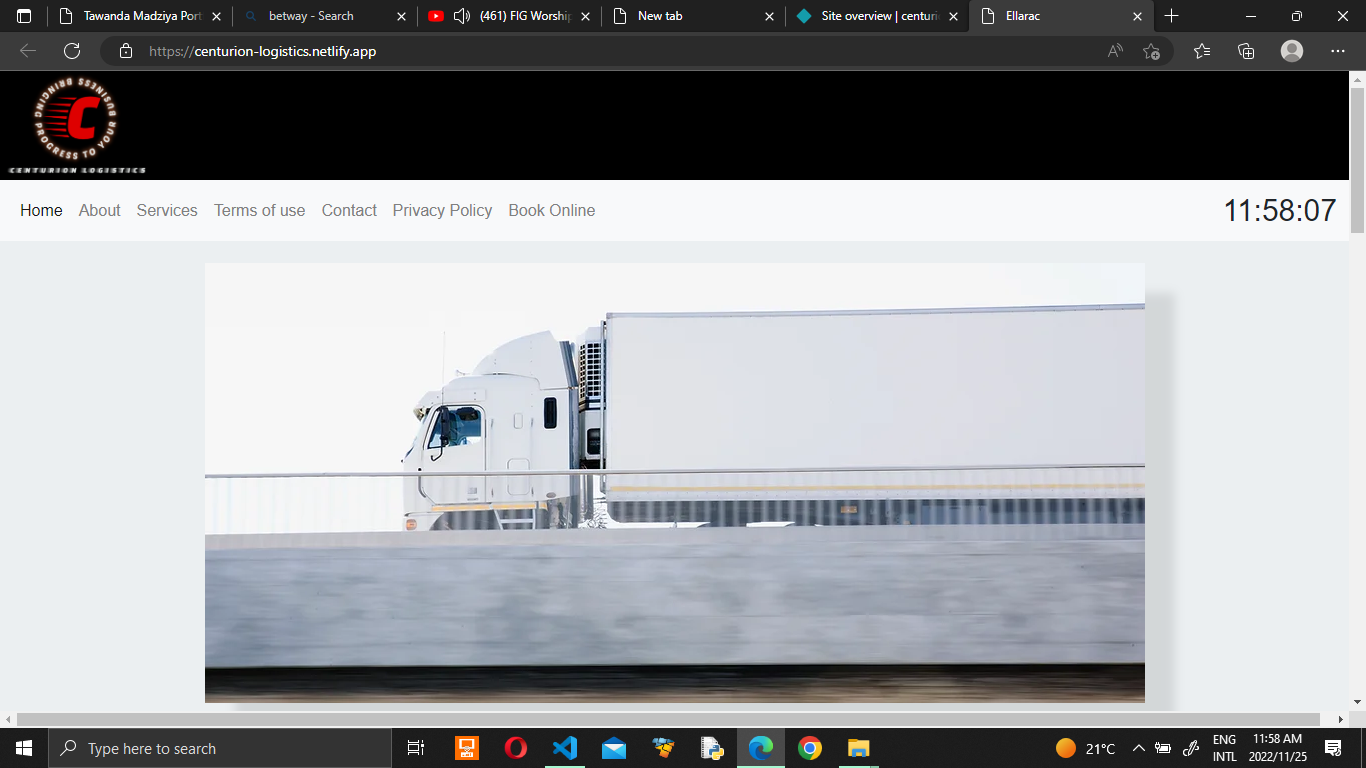 Tawanda Madziya Port
betway - Search
(461) FIG Worship
New tab
Site overview | centuri
Ellarac
https://centurion-logistics.netlify.app
BRINGING PROGRESS TO YOUR BUSINESS
C
CENTURION LOGISTICS
Home About Services Terms of use Contact Privacy Policy Book Online
11:58:07
Type here to search
21°C
ENG
INTL
11:58 AM
2022/11/25